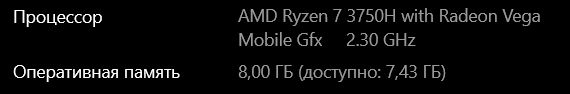 Процессор AMD Ryzen 7 3750H with Radeon Vega
Mobile Gfx 2.30 GHz
Оперативная память 8,00 ГБ (доступно: 7,43 ГБ)